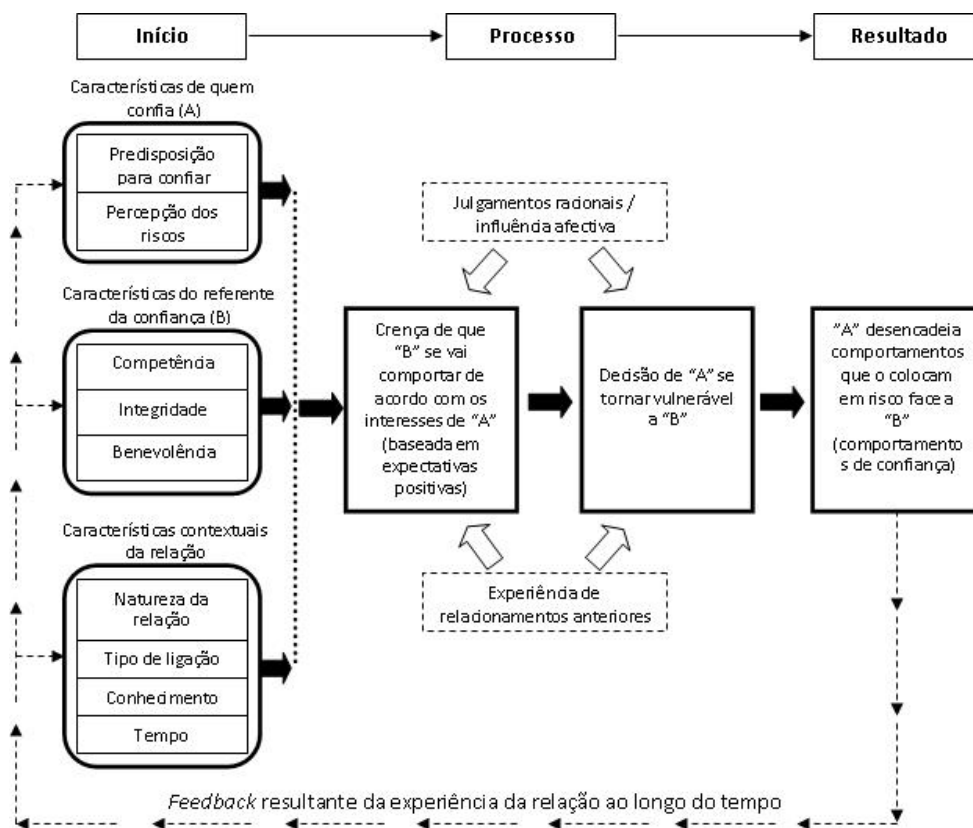 Início
Processo
Resultado
Características de quem
confia (A)
Predisposição
para confiar
Percepção dos
riscos
Características do referente
da confiança (B)
Competência
Integridade
Benevolência
Características contextuais
da relação
Natureza da
relação
Tipo de ligação
Conhecimento
Tempo
Julgamentos racionais /
influência afectiva
Crença de que
“B” se vai
comportar de
acordo com os
interesses de “A”
(baseada em
expectativas
positivas)
Decisão de “A” se
tornar vulnerável
a “B”
”A” desencadeia
comportamentos
que o colocam
em risco face a
“B”
(comportamento
s de confiança)
Experiência de
relacionamentos anteriores
Feedback resultante da experiência da relação ao longo do tempo